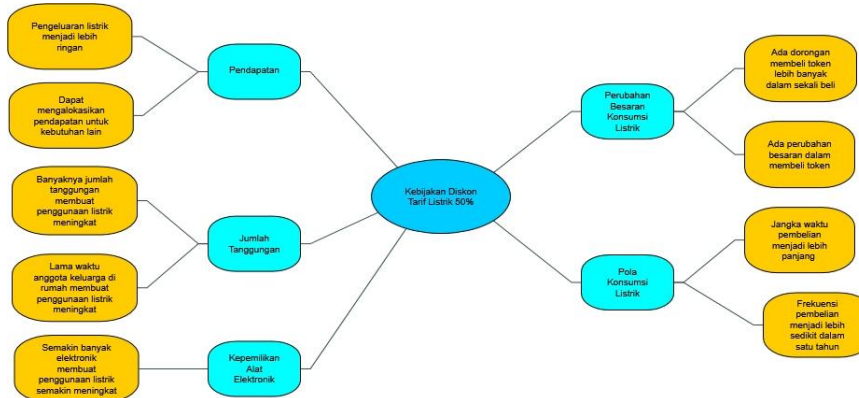 Pengeluaran listrik
menjadi lebih
ringan
Dapat
mengalokasikan
pendapatan untuk
kebutuhan lain
Pendapatan
Banyaknya jumlah
tanggungan
membuat
penggunaan listrik
meningkat
Lama waktu
anggota keluarga di
rumah membuat
penggunaan listrik
meningkat
Jumlah
Tanggungan
Semakin banyak
elektronik
membuat
penggunaan listrik
semakin meningkat
Kepemilikan
Alat
Elektronik
Kebijakan Diskon
Tarif Listrik 50%
Perubahan
Besaran
Konsumsi
Listrik
Ada dorongan
membeli token
lebih banyak
dalam sekali beli
Ada perubahan
besaran dalam
membeli token
Pola
Konsumsi
Listrik
Jangka waktu
pembelian
menjadi lebih
panjang
Frekuensi
pembelian
menjadi lebih
sedikit dalam
satu tahun